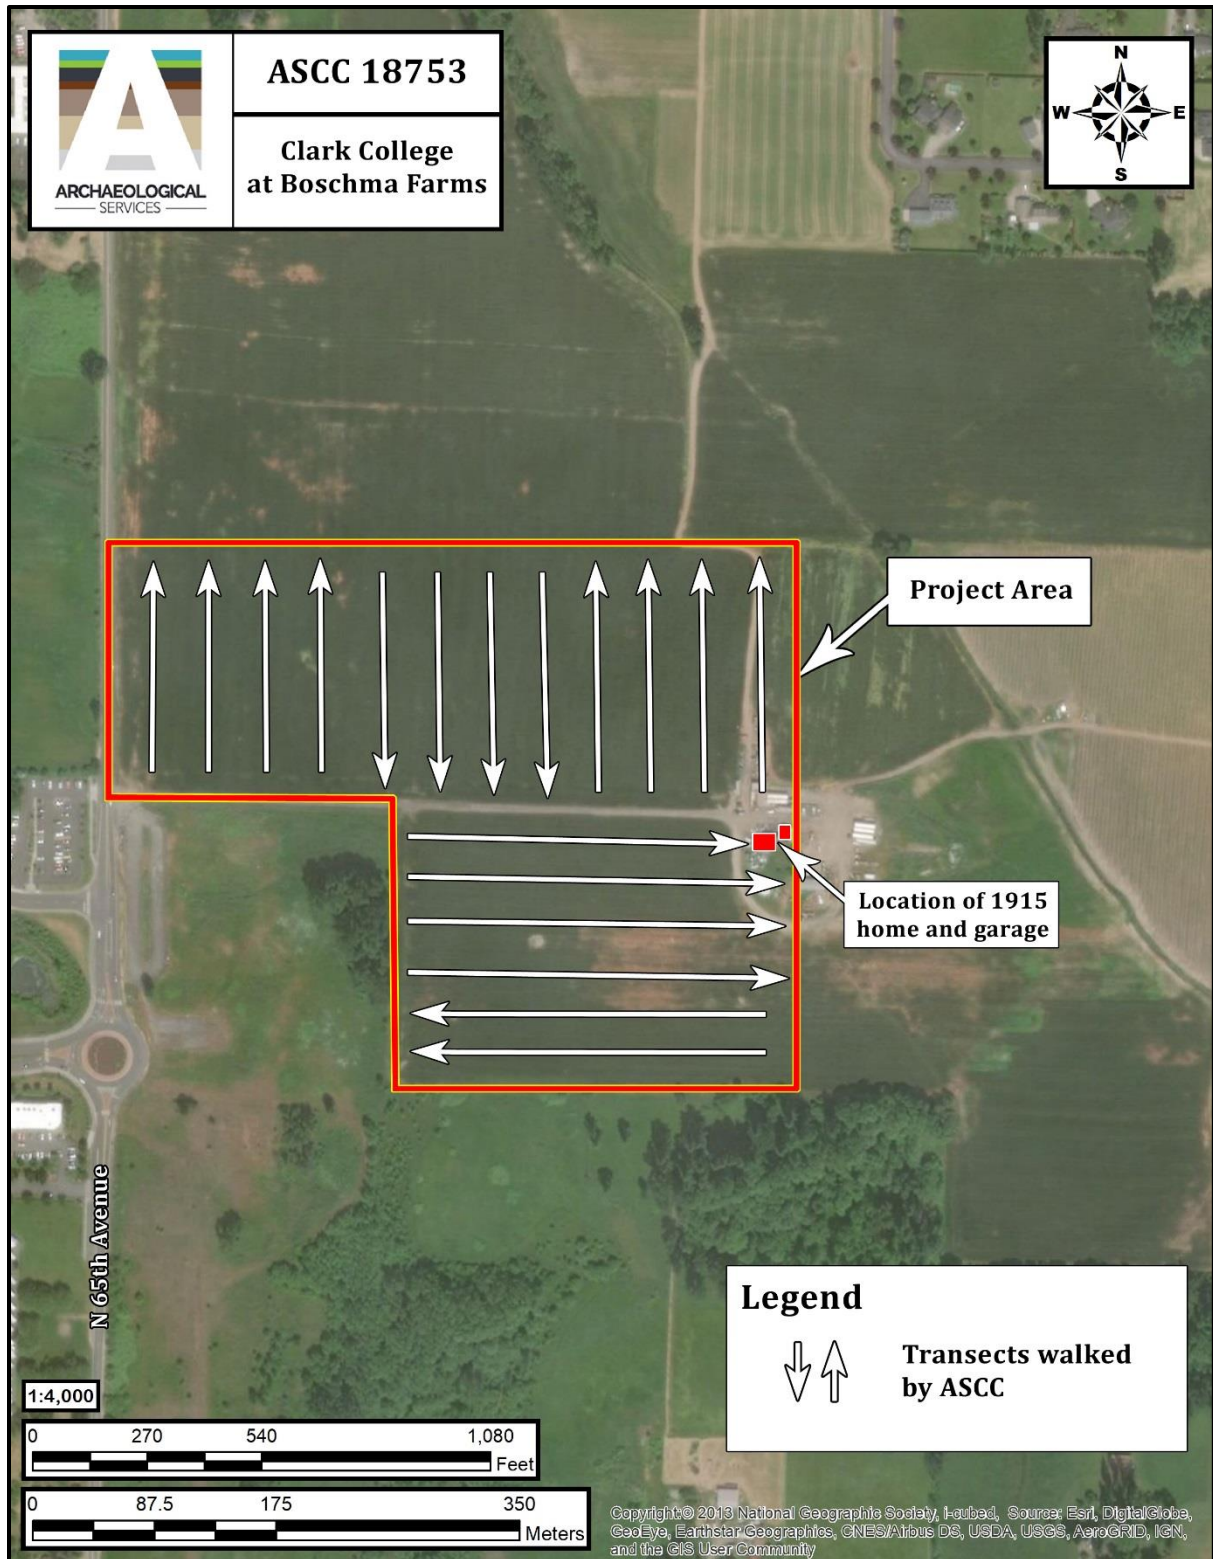 ARCHAEOLOGICAL
SERVICES
ASCC 18753
Clark College
at Boschma Farms
N
W
E
S
Project Area
Location of 1915
home and garage
N 65th Avenue
Legend
Transects walked
by ASCC
1:4,000
0 270 540 1,080
Feet
0 87.5 175 350
Meters
Copyright:© 2013 National Geographic Society, i-cubed, Source: Esri, DigitalGlobe,
GeoEye, Earthstar Geographics, CNES/Airbus DS, USDA, USGS, AeroGRID, IGN,
and the GIS User Community